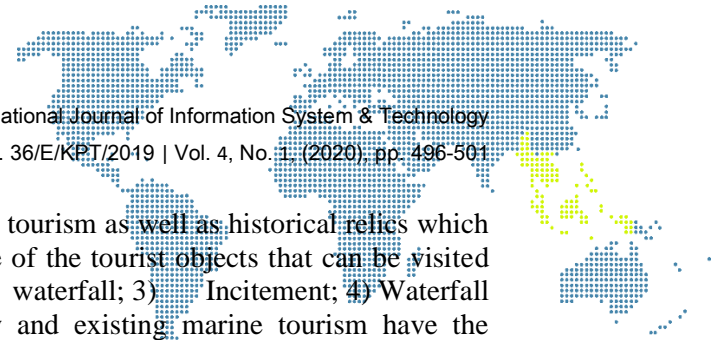 ational Journal of Information System & Technology
. 36/E/KPT/2019 | Vol. 4, No. 1, (2020), pp. 496-501
tourism as well as historical relics which
of the tourist objects that can be visited
waterfall; 3) Incitement; 4) Waterfall
and existing marine tourism have the